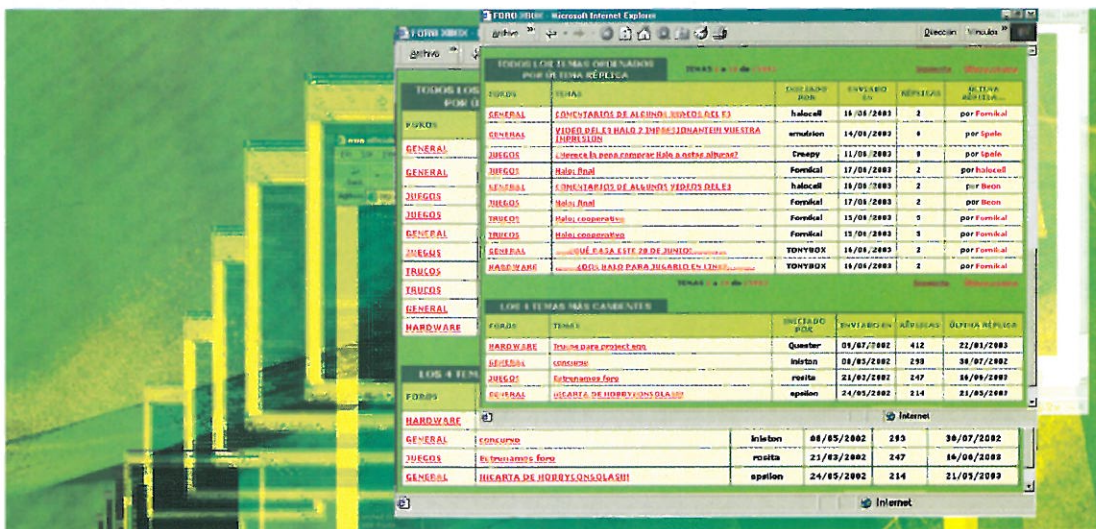 FORO XBOX - Microsoft Internet Explorer
Archivo
Dirección Vínculos
TODOS LOS TEMAS ORDENADOS
POR ÚLTIMA RÉPLICA
FOROS TEMAS INICIADO POR ENVIADO EN RÉPLICAS ÚLTIMA RÉPLICA...
GENERAL COMENTARIOS DE ALGUNOS VIDEOS DEL E3 halocell 16/06/2003 2 por Fornikal
GENERAL VIDEO DEL E3 HALO 2 IMPRESIONANTE!! VUESTRA IMPRESION emulsion 14/06/2003 por Spolo
JUEGOS ¿Merece la pena comprar Halo a estas alturas? Creepy 11/06/2003 por Spolo
JUEGOS Halo: final Fornikal 17/06/2003 2 por halocell
GENERAL COMENTARIOS DE ALGUNOS VIDEOS DEL E3 halocell 16/06/2003 2 por Beon
JUEGOS Halo: final Fornikal 17/06/2003 2 por Beon
TRUCOS Halo: cooperativo Fornikal 15/06/2003 5 por Fornikal
TRUCOS Halo: cooperativo Fornikal 15/06/2003 5 por Fornikal
GENERAL ¿QUÉ PASA ESTE 28 DE JUNIO? TONYBOX 16/06/2003 2 por Fornikal
HARDWARE HALO PARA JUGARLO EN TONYBOX 16/06/2003 2 por Fornikal
LOS 4 TEMAS MÁS CANDENTES
FOROS TEMAS INICIADO POR ENVIADO EN RÉPLICAS ÚLTIMA RÉPLICA
HARDWARE Trucos para project ego Quester 09/07/2002 412 22/01/2003
GENERAL concurso iniston 08/05/2002 293 30/07/2002
JUEGOS Estrenamos foro rosita 21/03/2002 247 16/06/2003
GENERAL HICARTA DE HOBBYCONSOLAS!!! epsilon 24/05/2002 214 21/05/2003
Internet
FORO XBOX -
Archivo
TODOS LOS
FOROS
GENERAL
GENERAL
JUEGOS
JUEGOS
GENERAL
JUEGOS
TRUCOS
TRUCOS
GENERAL
HARDWARE
LOS 4 TEM
FOROS
HARDWARE
GENERAL concurso iniston 08/05/2002 293 30/07/2002
JUEGOS Estrenamos foro rosita 21/03/2002 247 16/06/2003
GENERAL HICARTA DE HOBBYCONSOLAS!!! epsilon 24/05/2002 214 21/05/2003
Internet